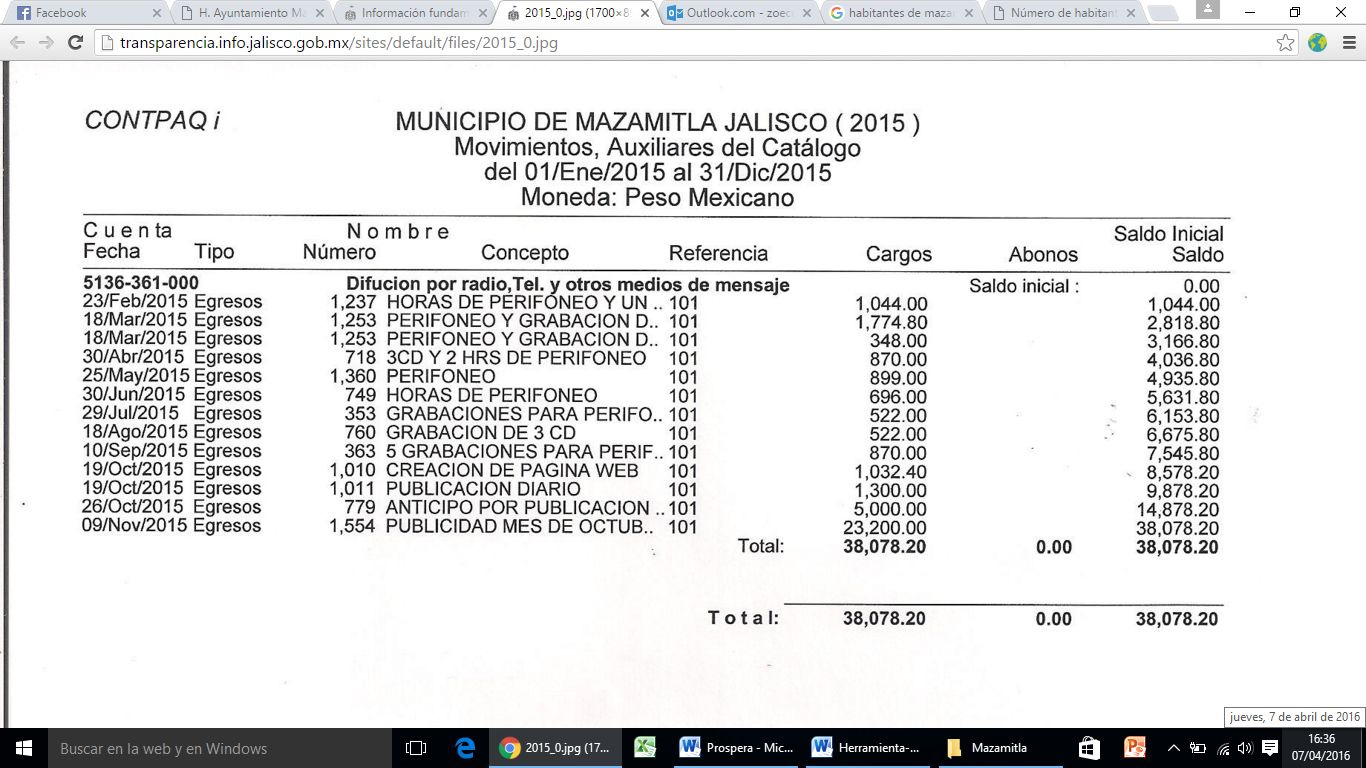 Facebook
H. Ayuntamiento Ma
Información fundam
2015_0.jpg (1700×8
Outlook.com - zoec
habitantes de maza
Número de habitant
transparencia.info.jalisco.gob.mx/sites/default/files/2015_0.jpg
CONTPAQ i
MUNICIPIO DE MAZAMITLA JALISCO ( 2015 )
Movimientos, Auxiliares del Catálogo
del 01/Ene/2015 al 31/Dic/2015
Moneda: Peso Mexicano
C u e n t a N o m b r e Saldo Inicial
Fecha Tipo Número Concepto Referencia Cargos Abonos Saldo
5136-361-000 Difucion por radio,Tel. y otros medios de mensaje Saldo inicial : 0.00
23/Feb/2015 Egresos 1,237 HORAS DE PERIFONEO Y UN .. 101 1,044.00 1,044.00
18/Mar/2015 Egresos 1,253 PERIFONEO Y GRABACION D.. 101 1,774.80 2,818.80
18/Mar/2015 Egresos 1,253 PERIFONEO Y GRABACION D.. 101 348.00 3,166.80
30/Abr/2015 Egresos 718 3CD Y 2 HRS DE PERIFONEO 101 870.00 4,036.80
25/May/2015 Egresos 1,360 PERIFONEO 101 899.00 4,935.80
30/Jun/2015 Egresos 749 HORAS DE PERIFONEO 101 696.00 5,631.80
29/Jul/2015 Egresos 353 GRABACIONES PARA PERIFO.. 101 522.00 6,153.80
18/Ago/2015 Egresos 760 GRABACION DE 3 CD 101 522.00 6,675.80
10/Sep/2015 Egresos 363 5 GRABACIONES PARA PERIF.. 101 870.00 7,545.80
19/Oct/2015 Egresos 1,010 CREACION DE PAGINA WEB 101 1,032.40 8,578.20
19/Oct/2015 Egresos 1,011 PUBLICACION DIARIO 101 1,300.00 9,878.20
26/Oct/2015 Egresos 779 ANTICIPO POR PUBLICACION .. 101 5,000.00 14,878.20
09/Nov/2015 Egresos 1,554 PUBLICIDAD MES DE OCTUB.. 101 23,200.00 38,078.20
Total: 38,078.20 0.00 38,078.20
T o t a l: 38,078.20 0.00 38,078.20
jueves, 7 de abril de 2016
Buscar en la web y en Windows
2015_0.jpg (17...
Prospera - Mic...
Herramienta-...
Mazamitla
16:36
07/04/2016